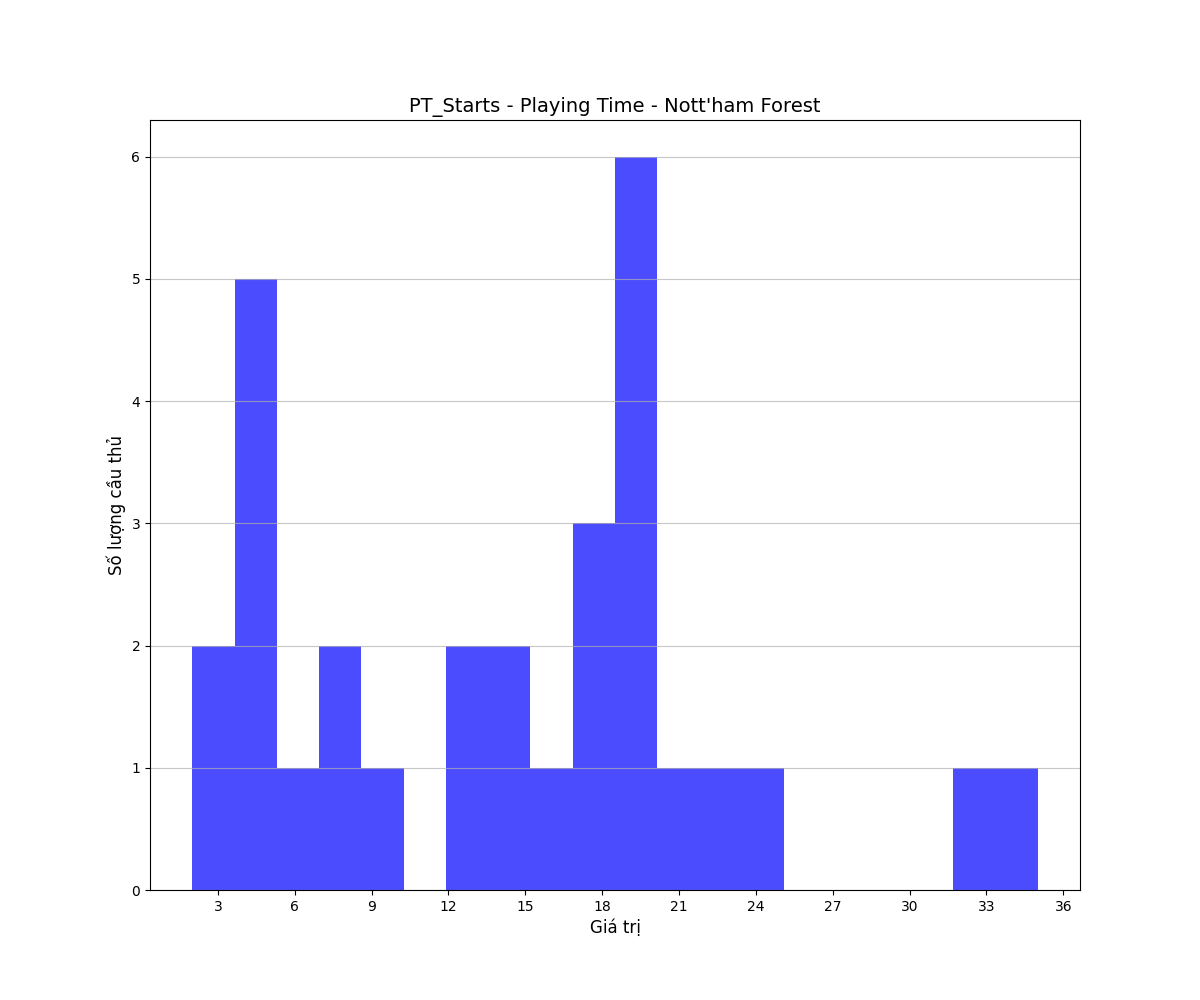 PT_Starts - Playing Time - Nott'ham Forest
6
5
4
3
2
1
0
Số lượng cầu thủ
3 6 9 12 15 18 21 24 27 30 33 36
Giá trị